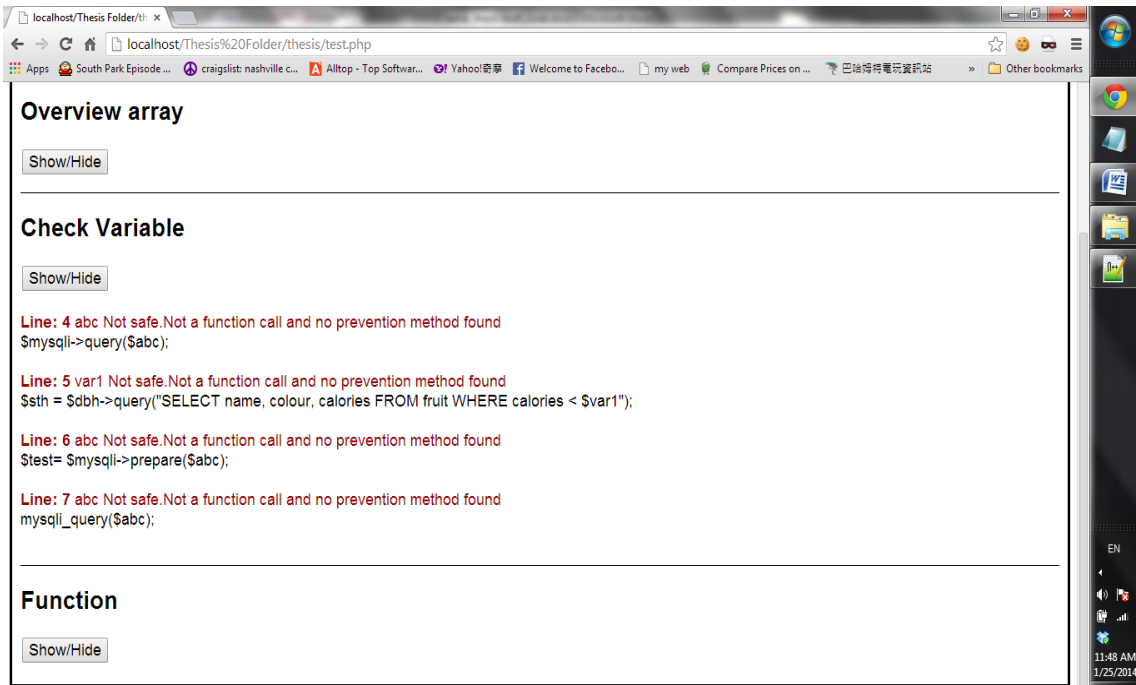 localhost/Thesis Folder/th
localhost/Thesis%20Folder/thesis/test.php
Apps South Park Episode ... craigslist: nashville c... Alltop - Top Softwar... Yahoo!奇摩 Welcome to Facebo... my web Compare Prices on ... 巴哈姆特電玩資訊站 » Other bookmarks
Overview array
Show/Hide
Check Variable
Show/Hide
Line: 4 abc Not safe.Not a function call and no prevention method found
$mysqli->query($abc);
Line: 5 var1 Not safe.Not a function call and no prevention method found
$sth = $dbh->query("SELECT name, colour, calories FROM fruit WHERE calories < $var1");
Line: 6 abc Not safe.Not a function call and no prevention method found
$test= $mysqli->prepare($abc);
Line: 7 abc Not safe.Not a function call and no prevention method found
mysqli_query($abc);
Function
Show/Hide
EN
11:48 AM
1/25/2014